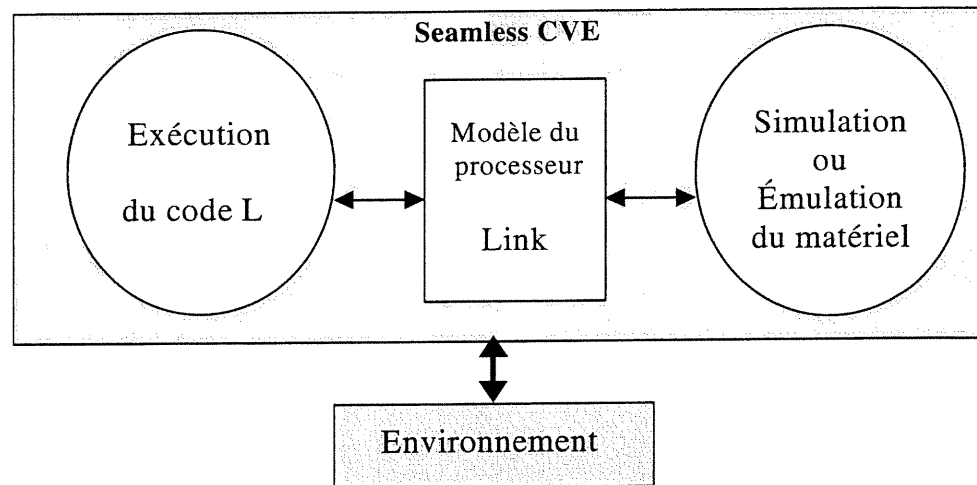 Seamless CVE
Exécution
du code L
Modèle du
processeur
Link
Simulation
ou
Émulation
du matériel
Environnement